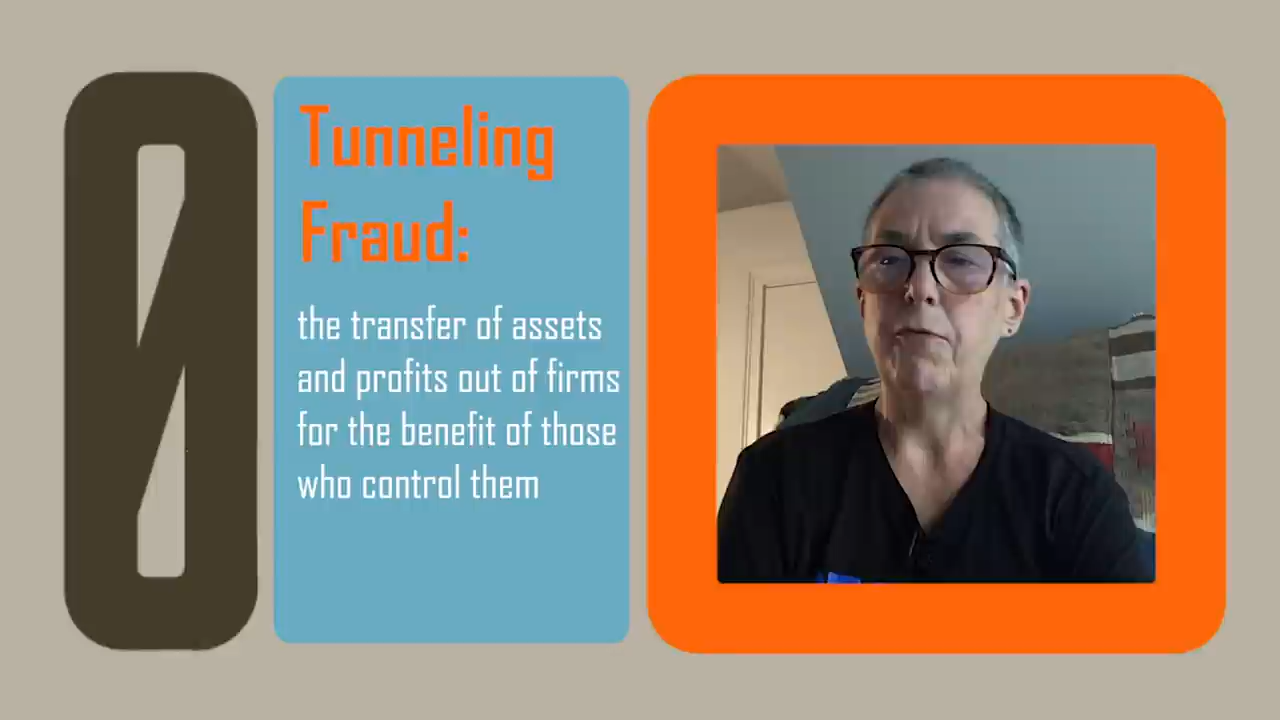 Tunneling
Fraud:
the transfer of assets
and profits out of firms
for the benefit of those
who control them